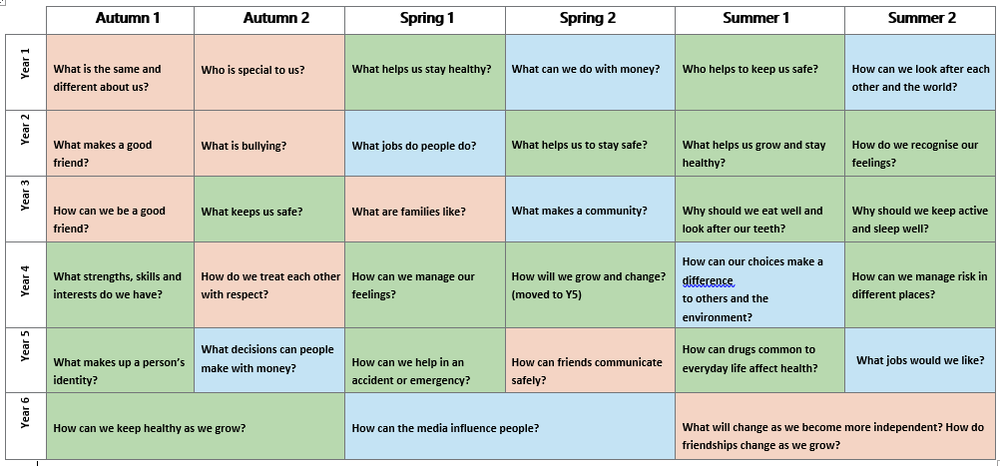 Autumn 1 Autumn 2 Spring 1 Spring 2 Summer 1 Summer 2
Year 1
What is the same and
different about us?
Who is special to us?
What helps us stay healthy?
What can we do with money?
Who helps to keep us safe?
How can we look after each
other and the world?
Year 2
What makes a good
friend?
What is bullying?
What jobs do people do?
What helps us to stay safe?
What helps us grow and stay
healthy?
How do we recognise our
feelings?
Year 3
How can we be a good
friend?
What keeps us safe?
What are families like?
What makes a community?
Why should we eat well and
look after our teeth?
Why should we keep active
and sleep well?
Year 4
What strengths, skills and
interests do we have?
How do we treat each other
with respect?
How can we manage our
feelings?
How will we grow and change?
(moved to Y5)
How can our choices make a
difference
to others and the
environment?
How can we manage risk in
different places?
Year 5
What makes up a person’s
identity?
What decisions can people
make with money?
How can we help in an
accident or emergency?
How can friends communicate
safely?
How can drugs common to
everyday life affect health?
What jobs would we like?
Year 6
How can we keep healthy as we grow?
How can the media influence people?
What will change as we become more independent? How do
friendships change as we grow?